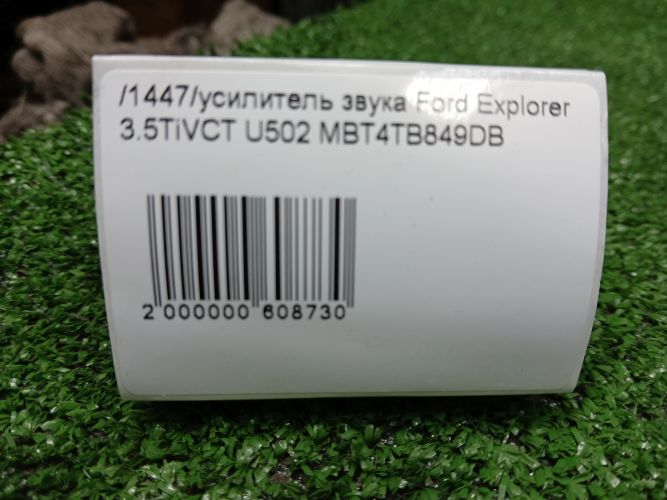 /1447/усилитель звука Ford Explorer
3.5TiVCT U502 MBT4TB849DB
2 000000 608730